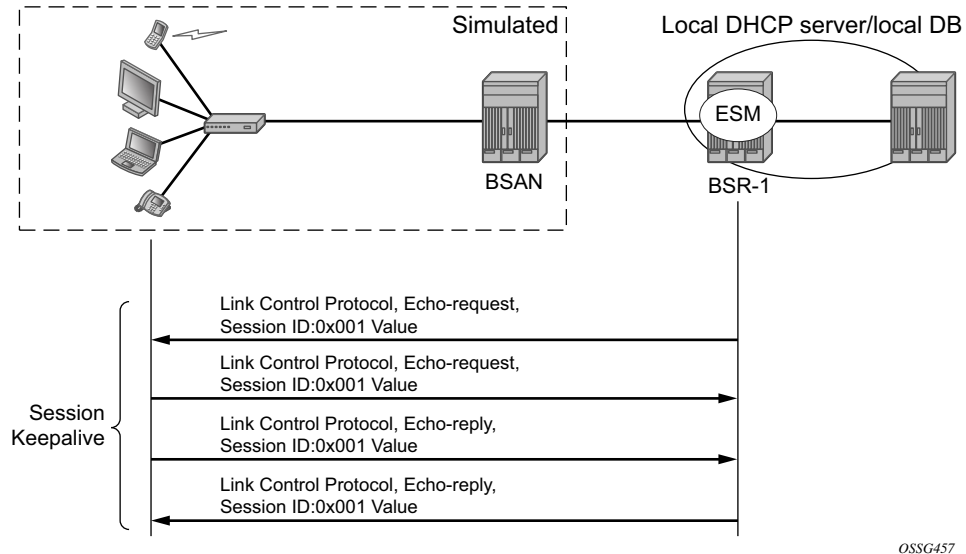 Simulated
Local DHCP server/local DB
ESM
BSAN
BSR-1
Link Control Protocol, Echo-request,
Session ID:0x001 Value
Link Control Protocol, Echo-request,
Session ID:0x001 Value
Session
Keepalive
Link Control Protocol, Echo-reply,
Session ID:0x001 Value
Link Control Protocol, Echo-reply,
Session ID:0x001 Value
OSSG457